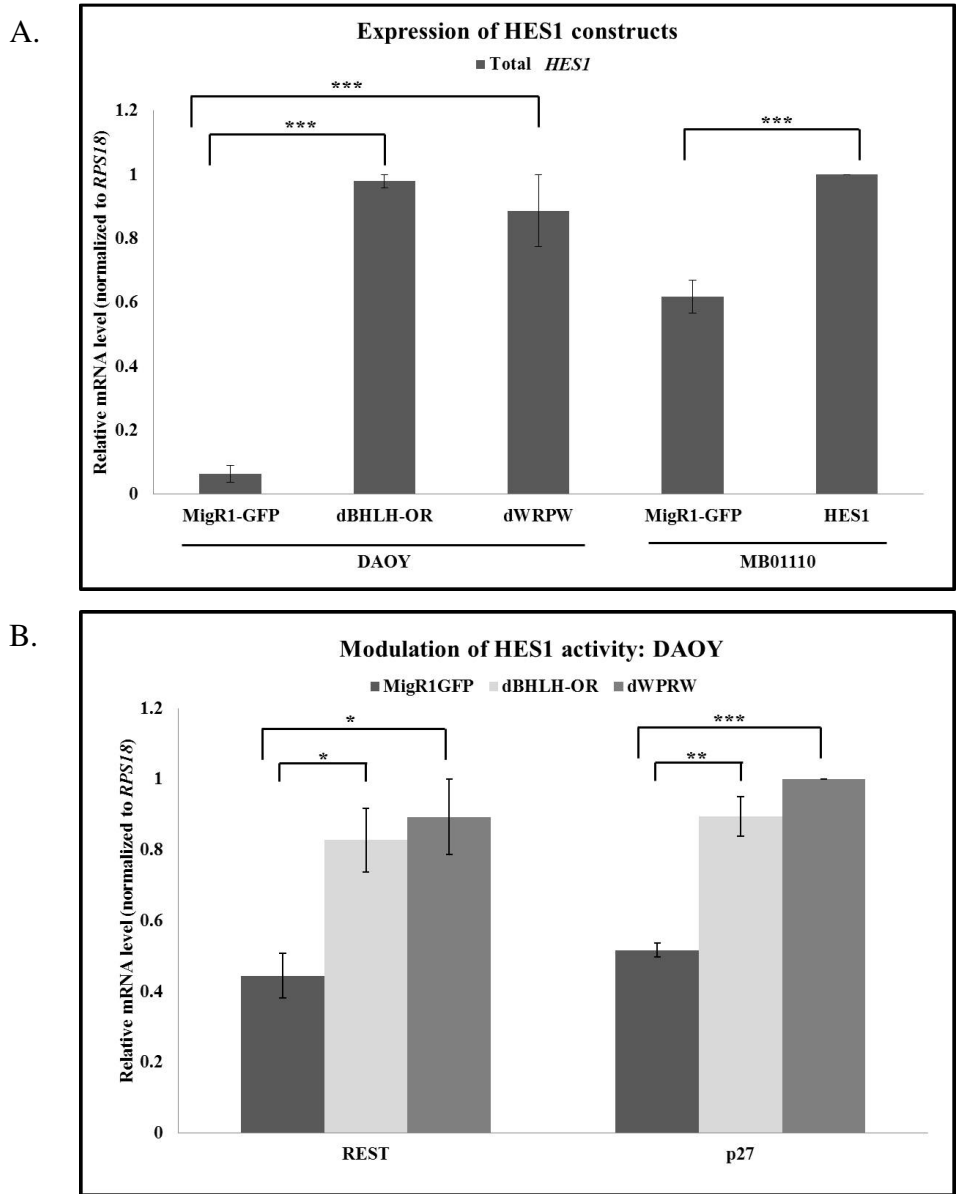 A.
Expression of HES1 constructs
Total HES1
***
***
***
Relative mRNA level (normalized to RPS18)
1.2
1
0.8
0.6
0.4
0.2
0
MigR1-GFP dBHLH-OR dWRPW MigR1-GFP HES1
DAOY MB01110
B.
Modulation of HES1 activity: DAOY
MigR1GFP dBHLH-OR dWPRW
*
*
***
**
Relative mRNA level (normalized to RPS18)
1.2
1
0.8
0.6
0.4
0.2
0
REST p27